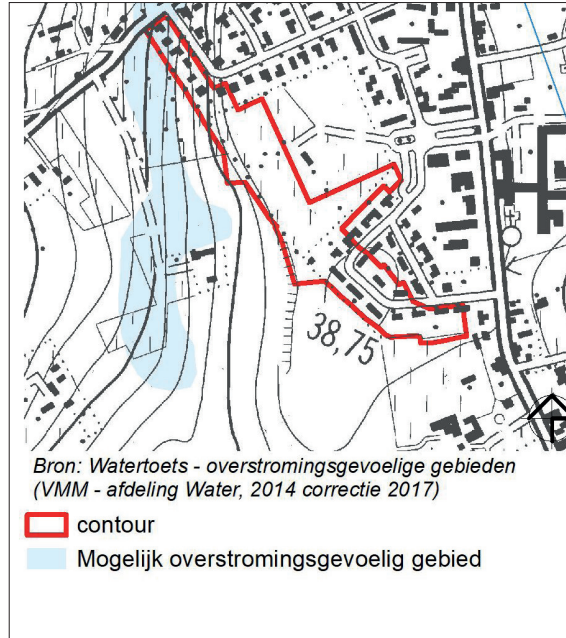 38,75
Bron: Watertoets - overstromingsgevoelige gebieden
(VMM - afdeling Water, 2014 correctie 2017)
contour
Mogelijk overstromingsgevoelig gebied